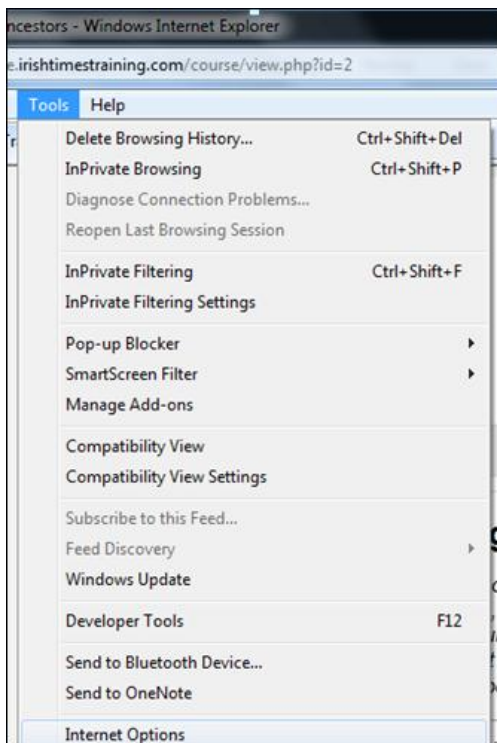 ncestors - Windows Internet Explorer
e.irishtimestraining.com/course/view.php?id=2
Tools Help
Delete Browsing History... Ctrl+Shift+Del
InPrivate Browsing Ctrl+Shift+P
Diagnose Connection Problems...
Reopen Last Browsing Session
InPrivate Filtering Ctrl+Shift+F
InPrivate Filtering Settings
Pop-up Blocker
SmartScreen Filter
Manage Add-ons
Compatibility View
Compatibility View Settings
Subscribe to this Feed...
Feed Discovery
Windows Update
Developer Tools F12
Send to Bluetooth Device...
Send to OneNote
Internet Options